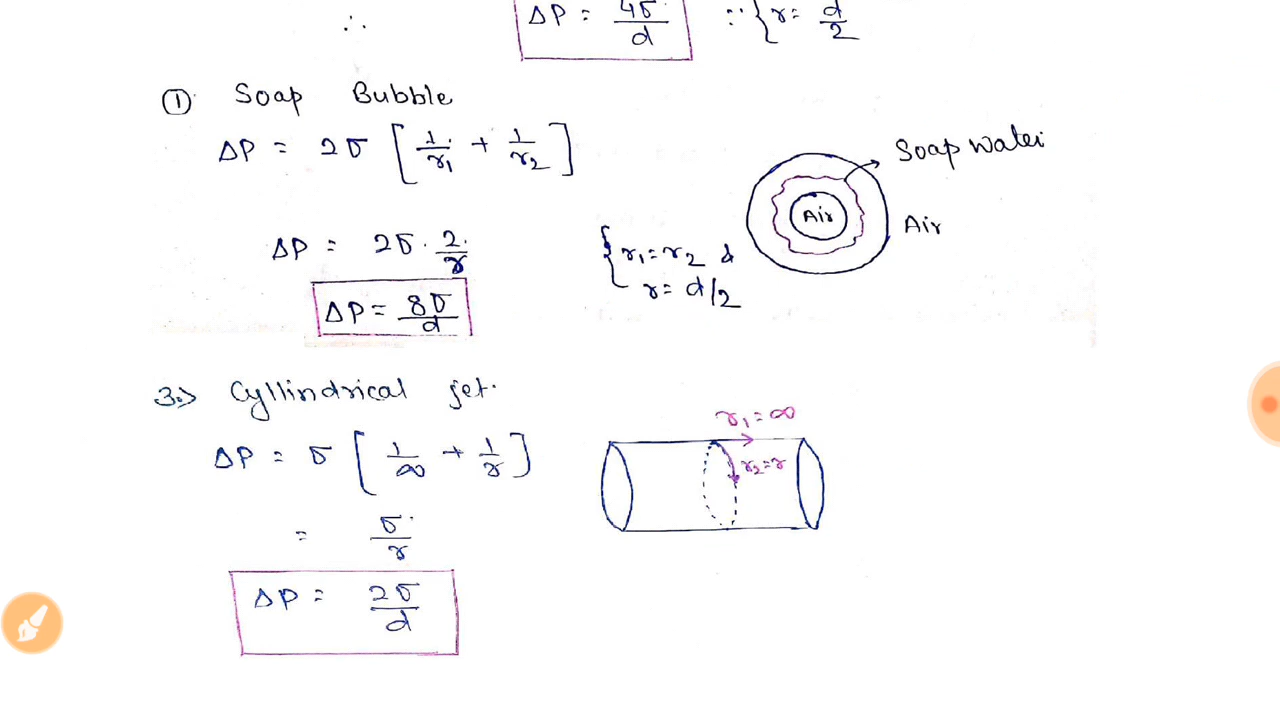 ∴ ΔP = 4σ/d ∵ { r = d/2
① Soap Bubble
ΔP = 2σ [ 1/r₁ + 1/r₂ ]
Soap water
Air
Air
ΔP = 2σ · 2/r
{ r₁ = r₂ &
r = d/2
ΔP = 8σ/d
3.> Cyllindrical jet.
r₁ = ∞
ΔP = σ [ 1/∞ + 1/r ]
r₂ = r
= σ/r
ΔP = 2σ/d